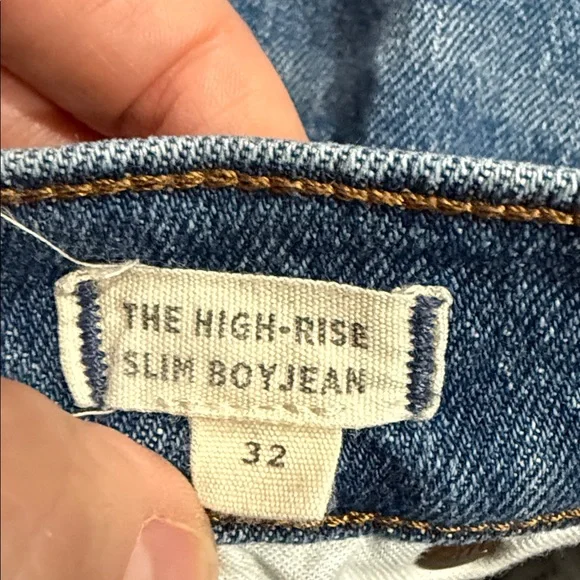 THE HIGH-RISE
SLIM BOYJEAN
32